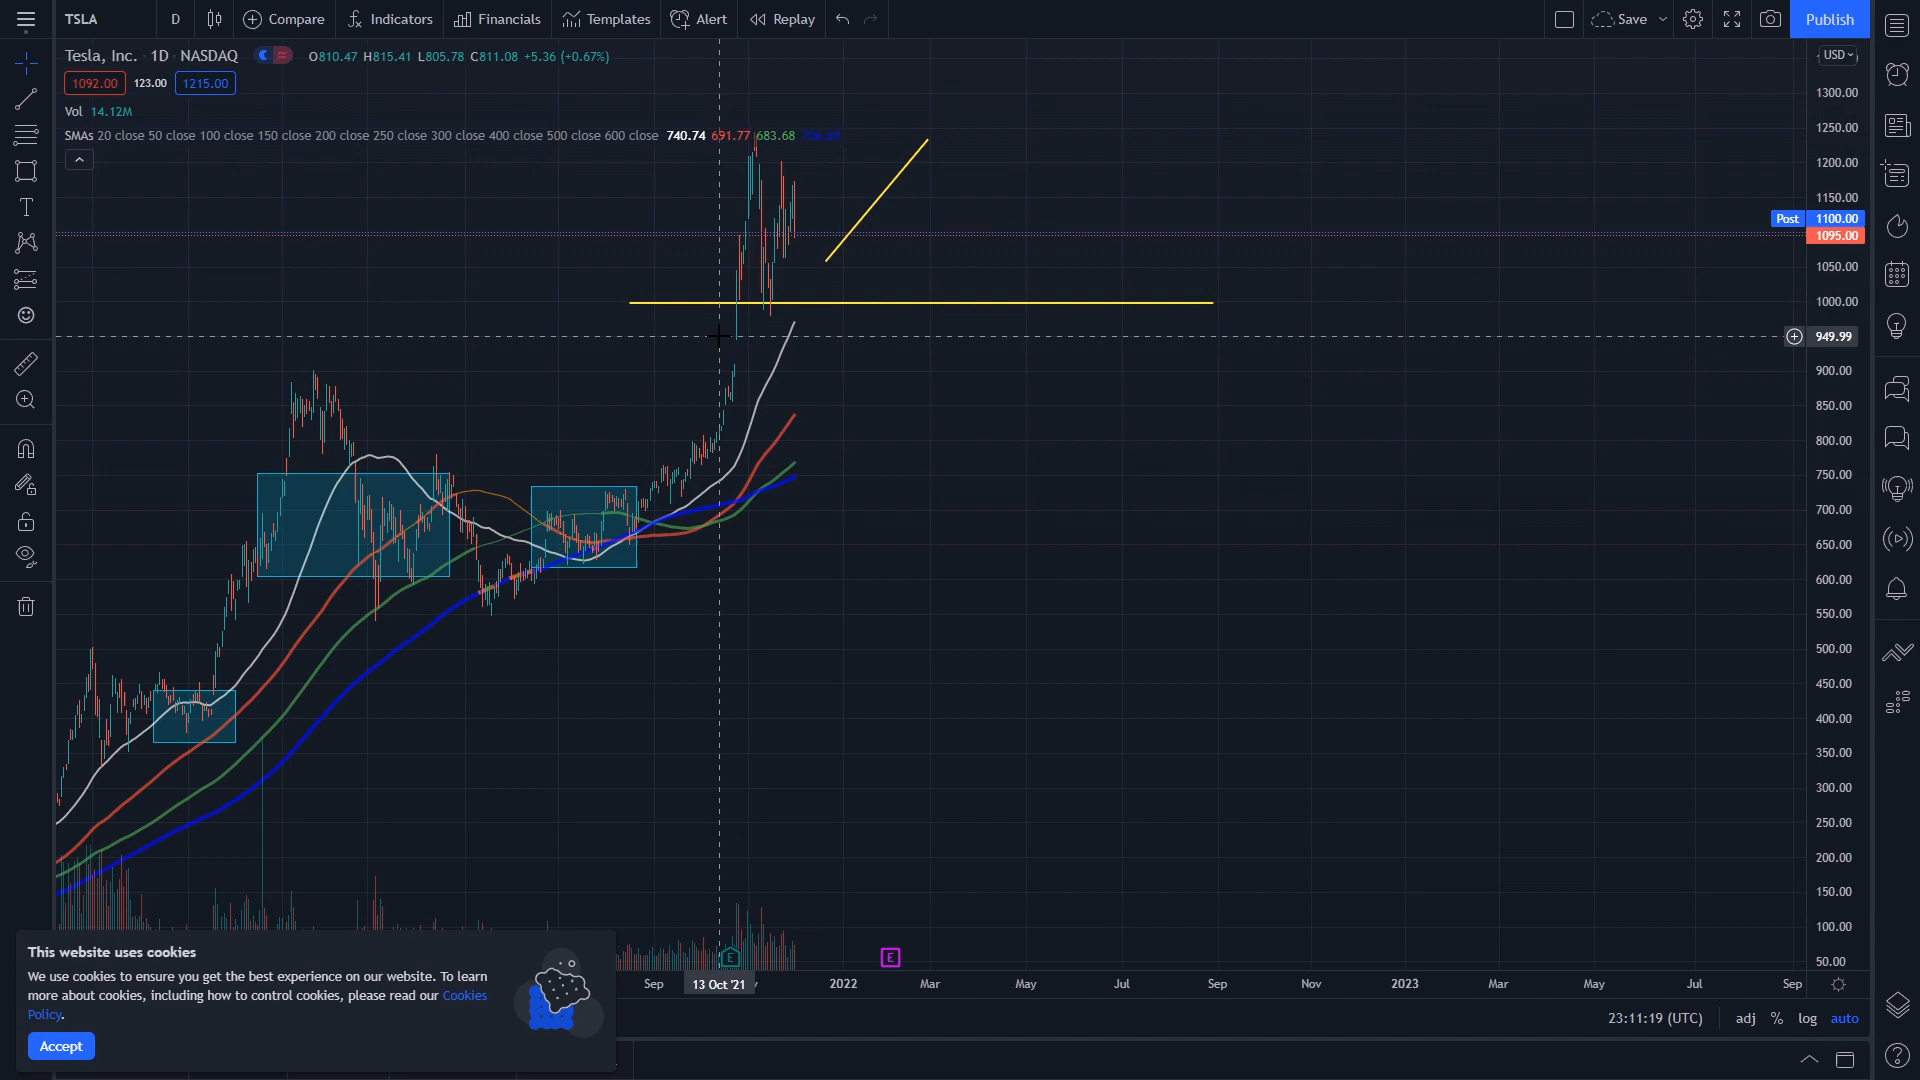 TSLA D Compare Indicators Financials Templates Alert Replay Save Publish
Tesla, Inc. · 1D · NASDAQ O810.47 H815.41 L805.78 C811.08 +5.36 (+0.67%)
USD
1092.00 123.00 1215.00
Vol 14.12M
SMAs 20 close 50 close 100 close 150 close 200 close 250 close 300 close 400 close 500 close 600 close 740.74 691.77 683.68
1300.00
1250.00
1200.00
1150.00
Post 1100.00
1095.00
1050.00
1000.00
949.99
900.00
850.00
800.00
750.00
700.00
650.00
600.00
550.00
500.00
450.00
400.00
350.00
300.00
250.00
200.00
150.00
100.00
50.00
E E
Sep 13 Oct '21 2022 Mar May Jul Sep Nov 2023 Mar May Jul Sep
This website uses cookies
We use cookies to ensure you get the best experience on our website. To learn
more about cookies, including how to control cookies, please read our Cookies
Policy.
Accept
23:11:19 (UTC) adj % log auto